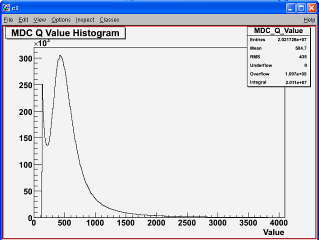 c1
File Edit View Options Inspect Classes Help
MDC Q Value Histogram
MDC_Q_Value
Entries 2.021728e+07
Mean 584.7
RMS 435
Underflow 0
Overflow 1.097e+05
Integral 2.011e+07
×10³
300
250
200
150
100
50
0
0 500 1000 1500 2000 2500 3000 3500 4000
Value